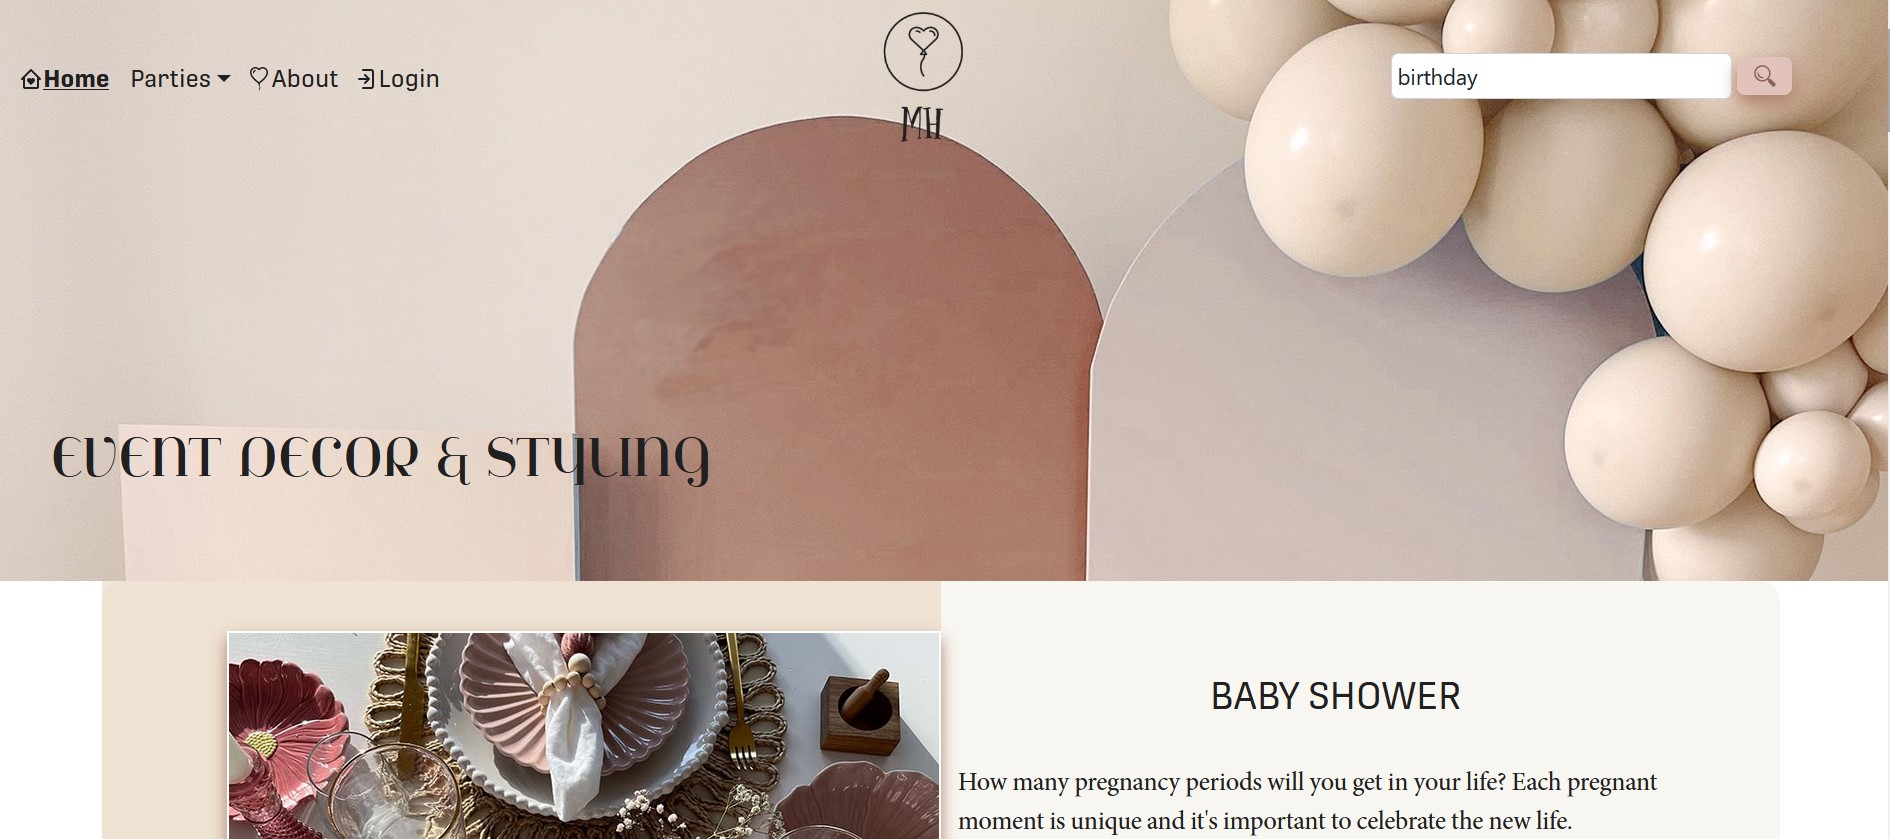 Home Parties About Login
MH
birthday
EVENT DECOR & STYLING
BABY SHOWER
How many pregnancy periods will you get in your life? Each pregnant
moment is unique and it's important to celebrate the new life.